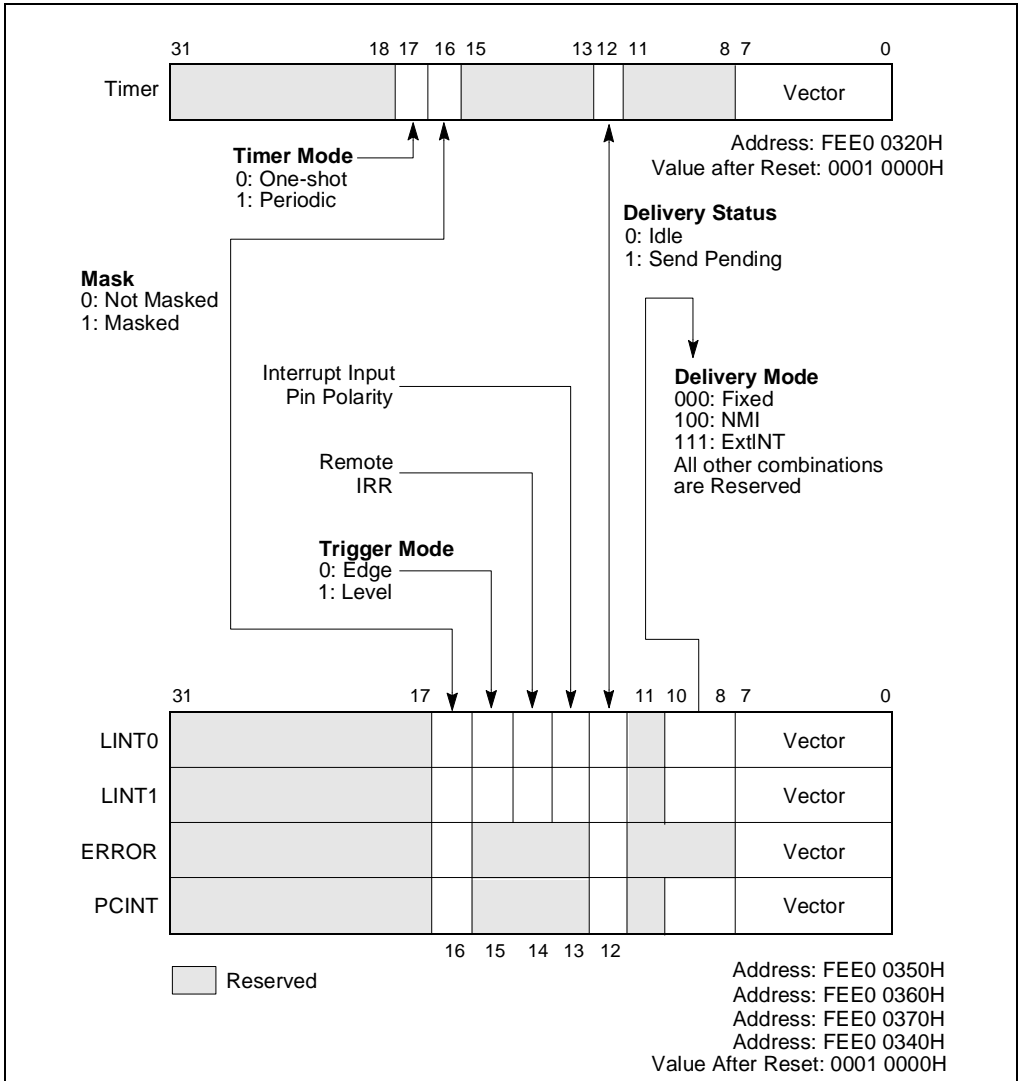 31 18 17 16 15 13 12 11 8 7 0
Timer Vector
Address: FEE0 0320H
Value after Reset: 0001 0000H
Timer Mode
0: One-shot
1: Periodic
Delivery Status
0: Idle
1: Send Pending
Mask
0: Not Masked
1: Masked
Interrupt Input
Pin Polarity
Delivery Mode
000: Fixed
100: NMI
111: ExtlNT
All other combinations
are Reserved
Remote
IRR
Trigger Mode
0: Edge
1: Level
31 17 11 10 8 7 0
LINT0 Vector
LINT1 Vector
ERROR Vector
PCINT Vector
16 15 14 13 12
Reserved
Address: FEE0 0350H
Address: FEE0 0360H
Address: FEE0 0370H
Address: FEE0 0340H
Value After Reset: 0001 0000H